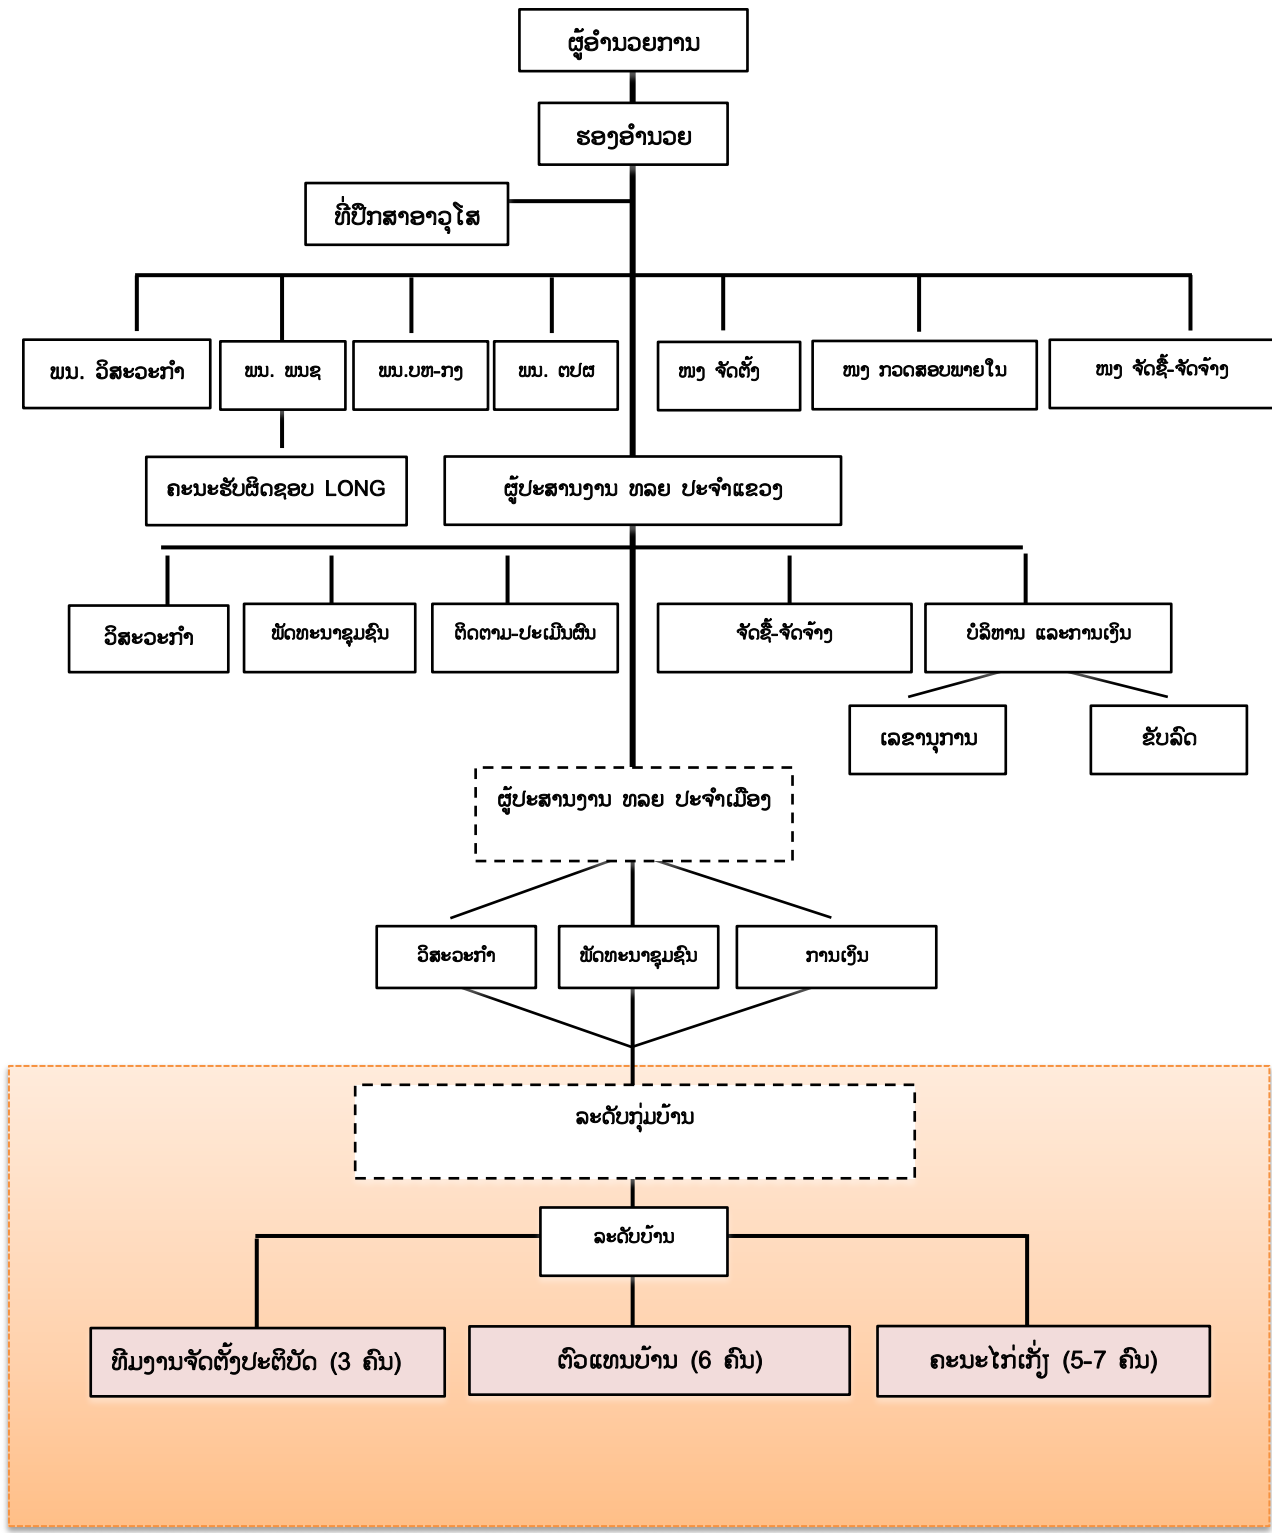 ຜູ້ອຳນວຍການ
ຮອງອຳນວຍ
ທີ່ປຶກສາອາວຸໂສ
ພນ. ວິສະວະກຳ
ພນ. ພນຊ
ພນ.ບຫ-ກງ
ພນ. ຕປຜ
ໜງ ຈັດຕັ້ງ
ໜງ ກວດສອບພາຍໃນ
ໜງ ຈັດຊື້-ຈັດຈ້າງ
ຄະນະຮັບຜິດຊອບ LONG
ຜູ້ປະສານງານ ທລຍ ປະຈຳແຂວງ
ວິສະວະກຳ
ພັດທະນາຊຸມຊົນ
ຕິດຕາມ-ປະເມີນຜົນ
ຈັດຊື້-ຈັດຈ້າງ
ບໍລິຫານ ແລະການເງິນ
ເລຂານຸການ
ຂັບລົດ
ຜູ້ປະສານງານ ທລຍ ປະຈຳເມືອງ
ວິສະວະກຳ
ພັດທະນາຊຸມຊົນ
ການເງິນ
ລະດັບກຸ່ມບ້ານ
ລະດັບບ້ານ
ທີມງານຈັດຕັ້ງປະຕິບັດ (3 ຄົນ)
ຕົວແທນບ້ານ (6 ຄົນ)
ຄະນະໄກ່ເກັ່ຽ (5-7 ຄົນ)